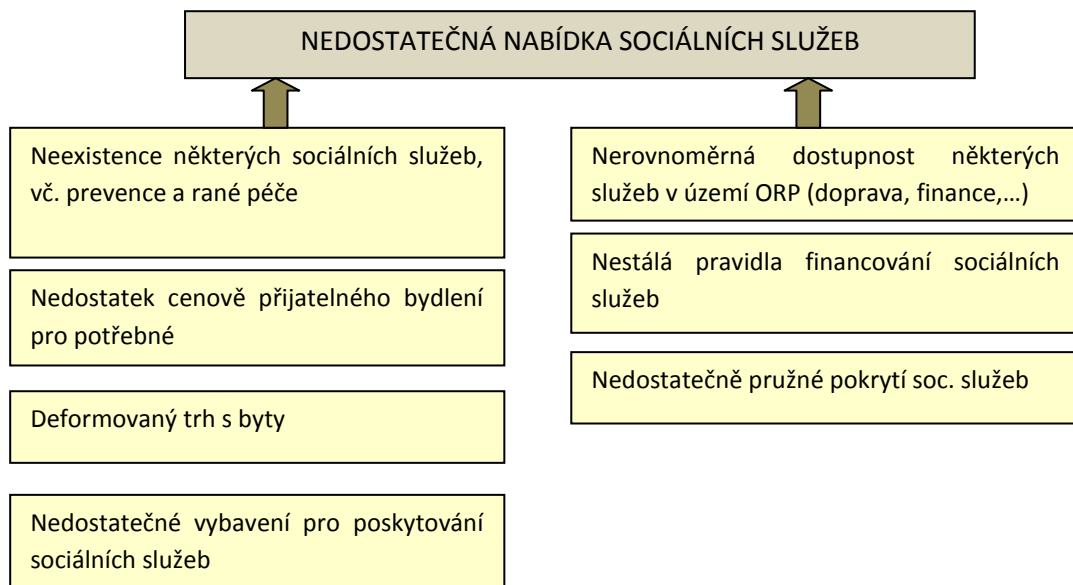 NEDOSTATEČNÁ NABÍDKA SOCIÁLNÍCH SLUŽEB
Neexistence některých sociálních služeb,
vč. prevence a rané péče
Nedostatek cenově přijatelného bydlení
pro potřebné
Deformovaný trh s byty
Nedostatečné vybavení pro poskytování
sociálních služeb
Nerovnoměrná dostupnost některých
služeb v území ORP (doprava, finance,…)
Nestálá pravidla financování sociálních
služeb
Nedostatečně pružné pokrytí soc. služeb